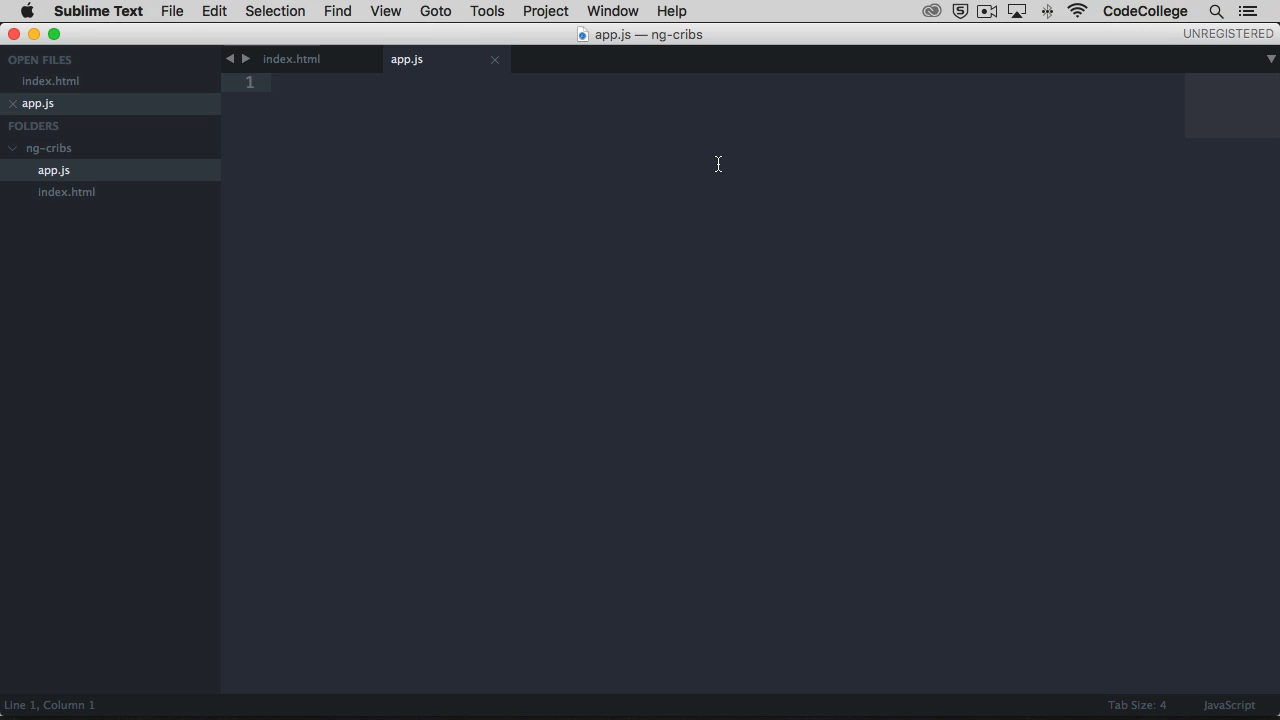 Sublime Text File Edit Selection Find View Goto Tools Project Window Help CodeCollege
app.js — ng-cribs UNREGISTERED
OPEN FILES
index.html
app.js
FOLDERS
ng-cribs
app.js
index.html
index.html app.js
1
Line 1, Column 1 Tab Size: 4 JavaScript